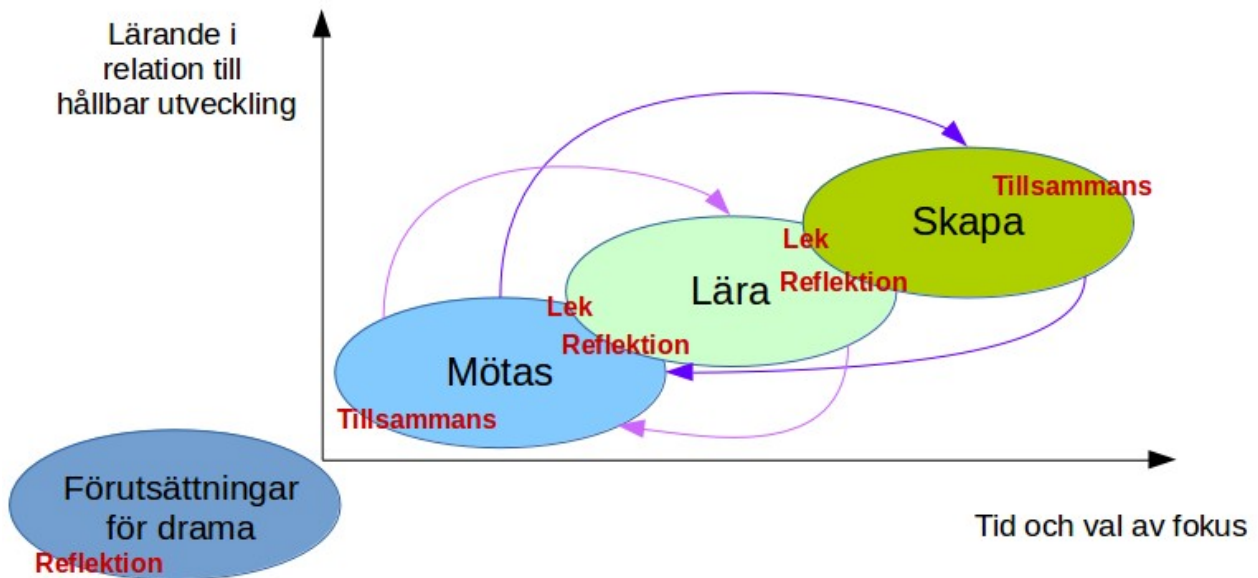 Lärande i
relation till
hållbar utveckling
Tillsammans
Skapa
Lek
Reflektion
Lära
Lek
Reflektion
Mötas
Tillsammans
Förutsättningar
för drama
Reflektion
Tid och val av fokus